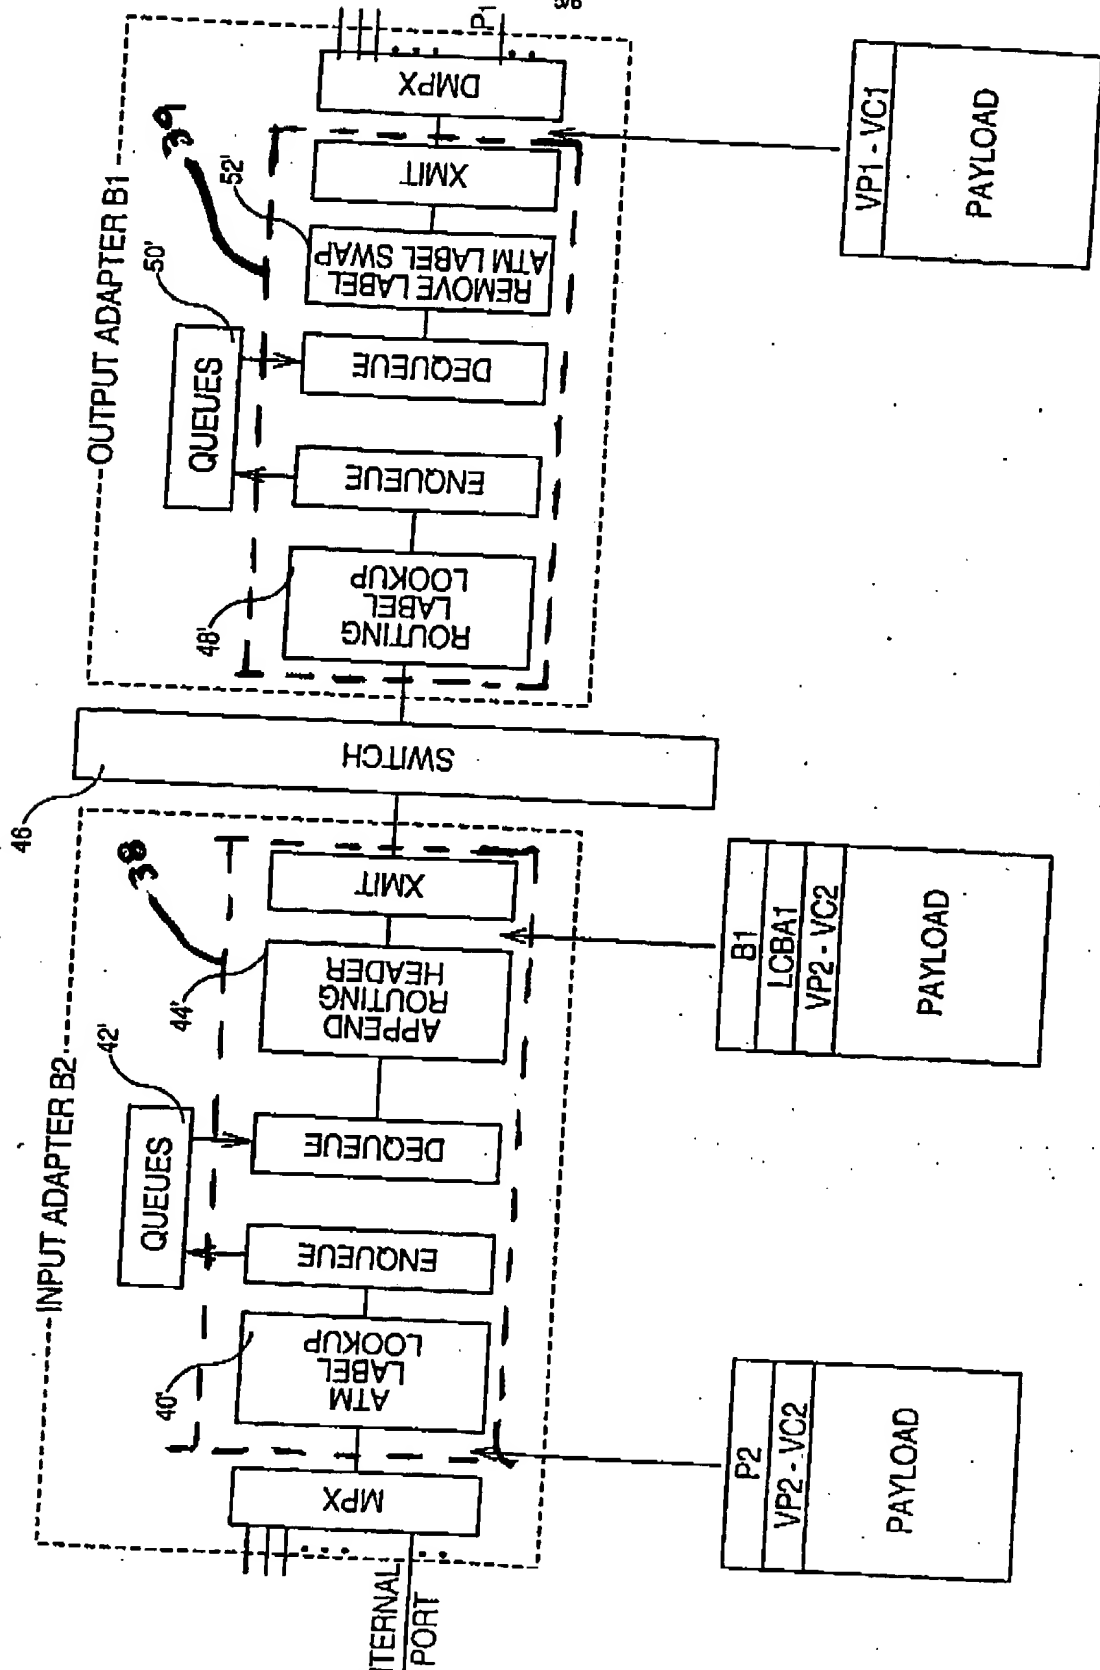 5/6
OUTPUT ADAPTER B1
39
P1
DMPX
XMIT
52'
REMOVE LABEL
ATM LABEL SWAP
50'
QUEUES
DEQUEUE
ENQUEUE
48'
ROUTING
LABEL
LOOKUP
VP1 - VC1
PAYLOAD
46
SWITCH
INPUT ADAPTER B2
38
XMIT
44'
APPEND
ROUTING
HEADER
42'
QUEUES
DEQUEUE
ENQUEUE
40'
ATM
LABEL
LOOKUP
MPX
B1
LCBA1
VP2 - VC2
PAYLOAD
P2
VP2 - VC2
PAYLOAD
PORT